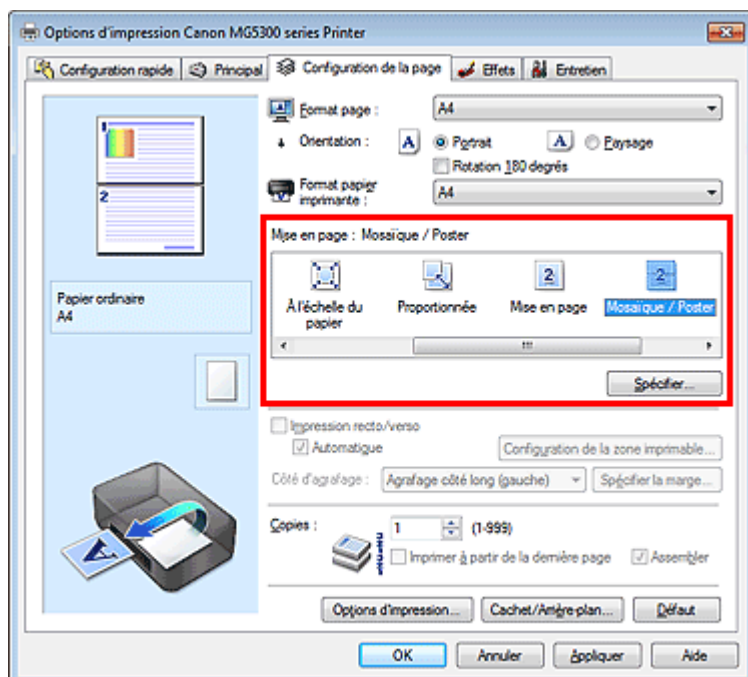 Options d'impression Canon MG5300 series Printer
Configuration rapide Principal Configuration de la page Effets Entretien
Format page : A4
Orientation : A Portrait A Paysage
Rotation 180 degrés
Format papier imprimante : A4
1
2
Mise en page : Mosaïque / Poster
2 2
À l'échelle du papier Proportionnée Mise en page Mosaïque / Poster
Papier ordinaire
A4
Spécifier...
Impression recto/verso
Automatique Configuration de la zone imprimable...
Côté d'agrafage : Agrafage côté long (gauche) Spécifier la marge...
Copies : 1 (1-999)
Imprimer à partir de la dernière page Assembler
A
Options d'impression... Cachet/Arrière-plan... Défaut
OK Annuler Appliquer Aide